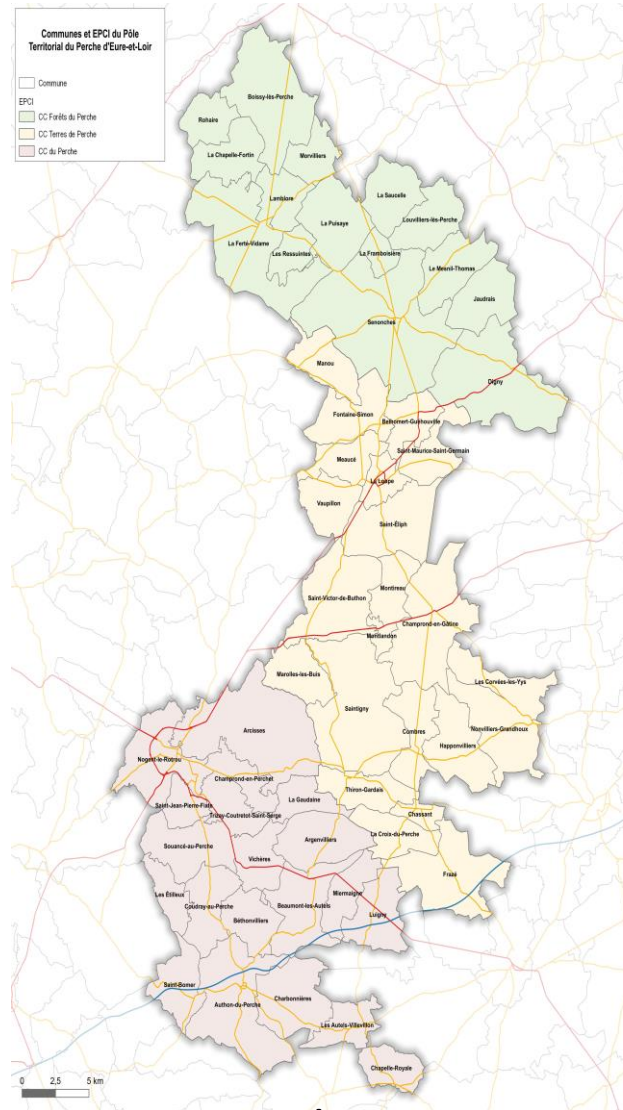 Communes et EPCI du Pôle
Territorial du Perche d'Eure-et-Loir
Commune
EPCI
CC Forêts du Perche
CC Terres de Perche
CC du Perche
Boissy-lès-Perche
Rohaire
La Chapelle-Fortin
Morvilliers
Lamblore
La Saucelle
La Puisaye
Louvilliers-lès-Perche
La Ferté-Vidame
Les Ressuintes
La Framboisière
Le Mesnil-Thomas
Jaudrais
Senonches
Digny
Manou
Fontaine-Simon
Belhomert-Guéhouville
Saint-Maurice-Saint-Germain
Meaucé
La Loupe
Vaupillon
Saint-Éliph
Saint-Victor-de-Buthon
Montireau
Champrond-en-Gâtine
Montlandon
Marolles-les-Buis
Les Corvées-les-Yys
Saintigny
Nonvilliers-Grandhoux
Arcisses
Combres
Happonvilliers
Nogent-le-Rotrou
Champrond-en-Perchet
Thiron-Gardais
La Gaudaine
Saint-Jean-Pierre-Fixte
Trizay-Coutretot-Saint-Serge
Chassant
Argenvilliers
La Croix-du-Perche
Souancé-au-Perche
Vichères
Frazé
Les Étilleux
Miermaigne
Coudray-au-Perche
Beaumont-les-Autels
Luigny
Béthonvilliers
Saint-Bomer
Charbonnières
Authon-du-Perche
Les Autels-Villevillon
Chapelle-Royale
0 2,5 5 km